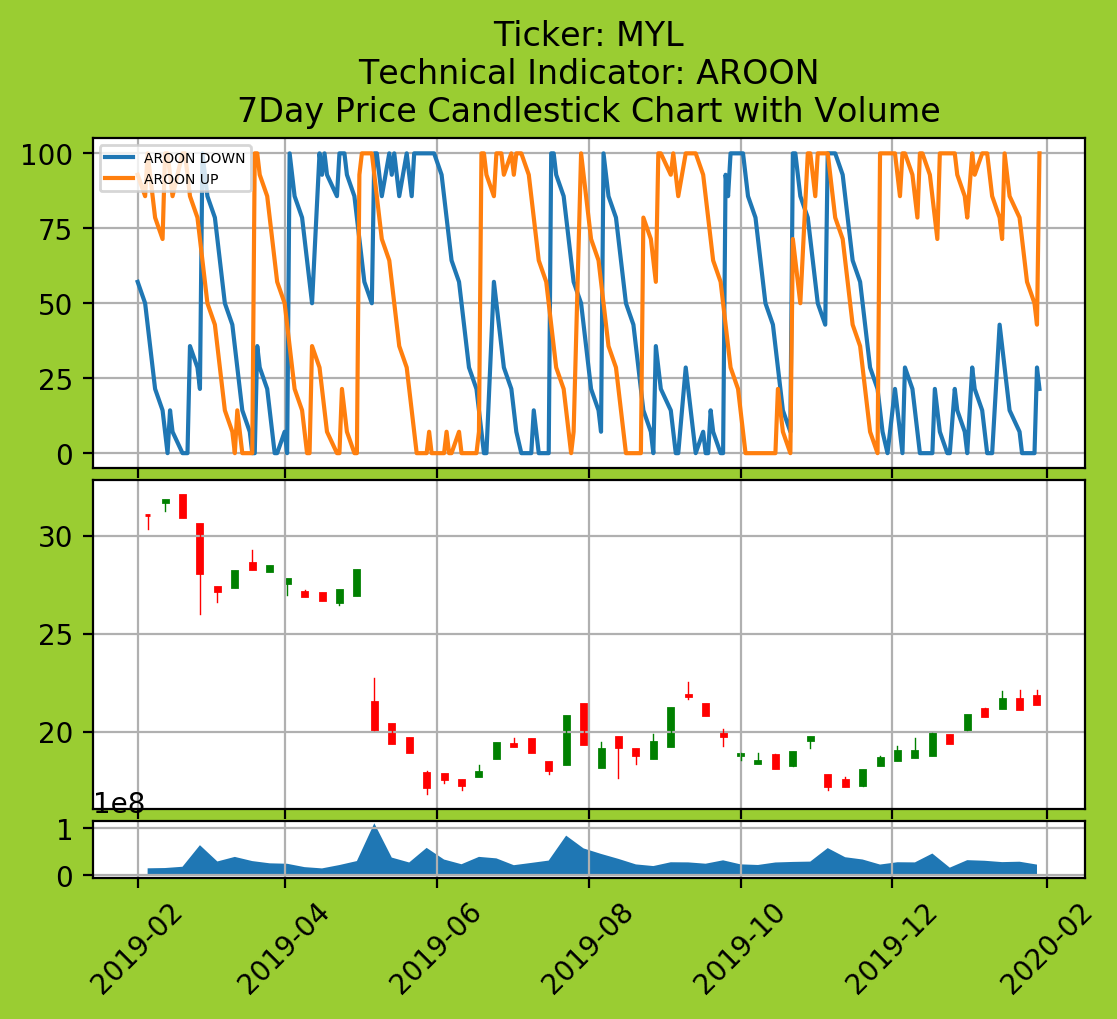 Ticker: MYL
Technical Indicator: AROON
7Day Price Candlestick Chart with Volume
100
75
50
25
0
AROON DOWN
AROON UP
30
25
20
1e8
1
0
2019-02
2019-04
2019-06
2019-08
2019-10
2019-12
2020-02